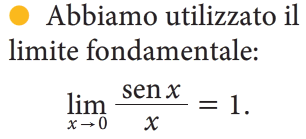 ● Abbiamo utilizzato il
limite fondamentale:
lim x→0 sen x / x = 1.